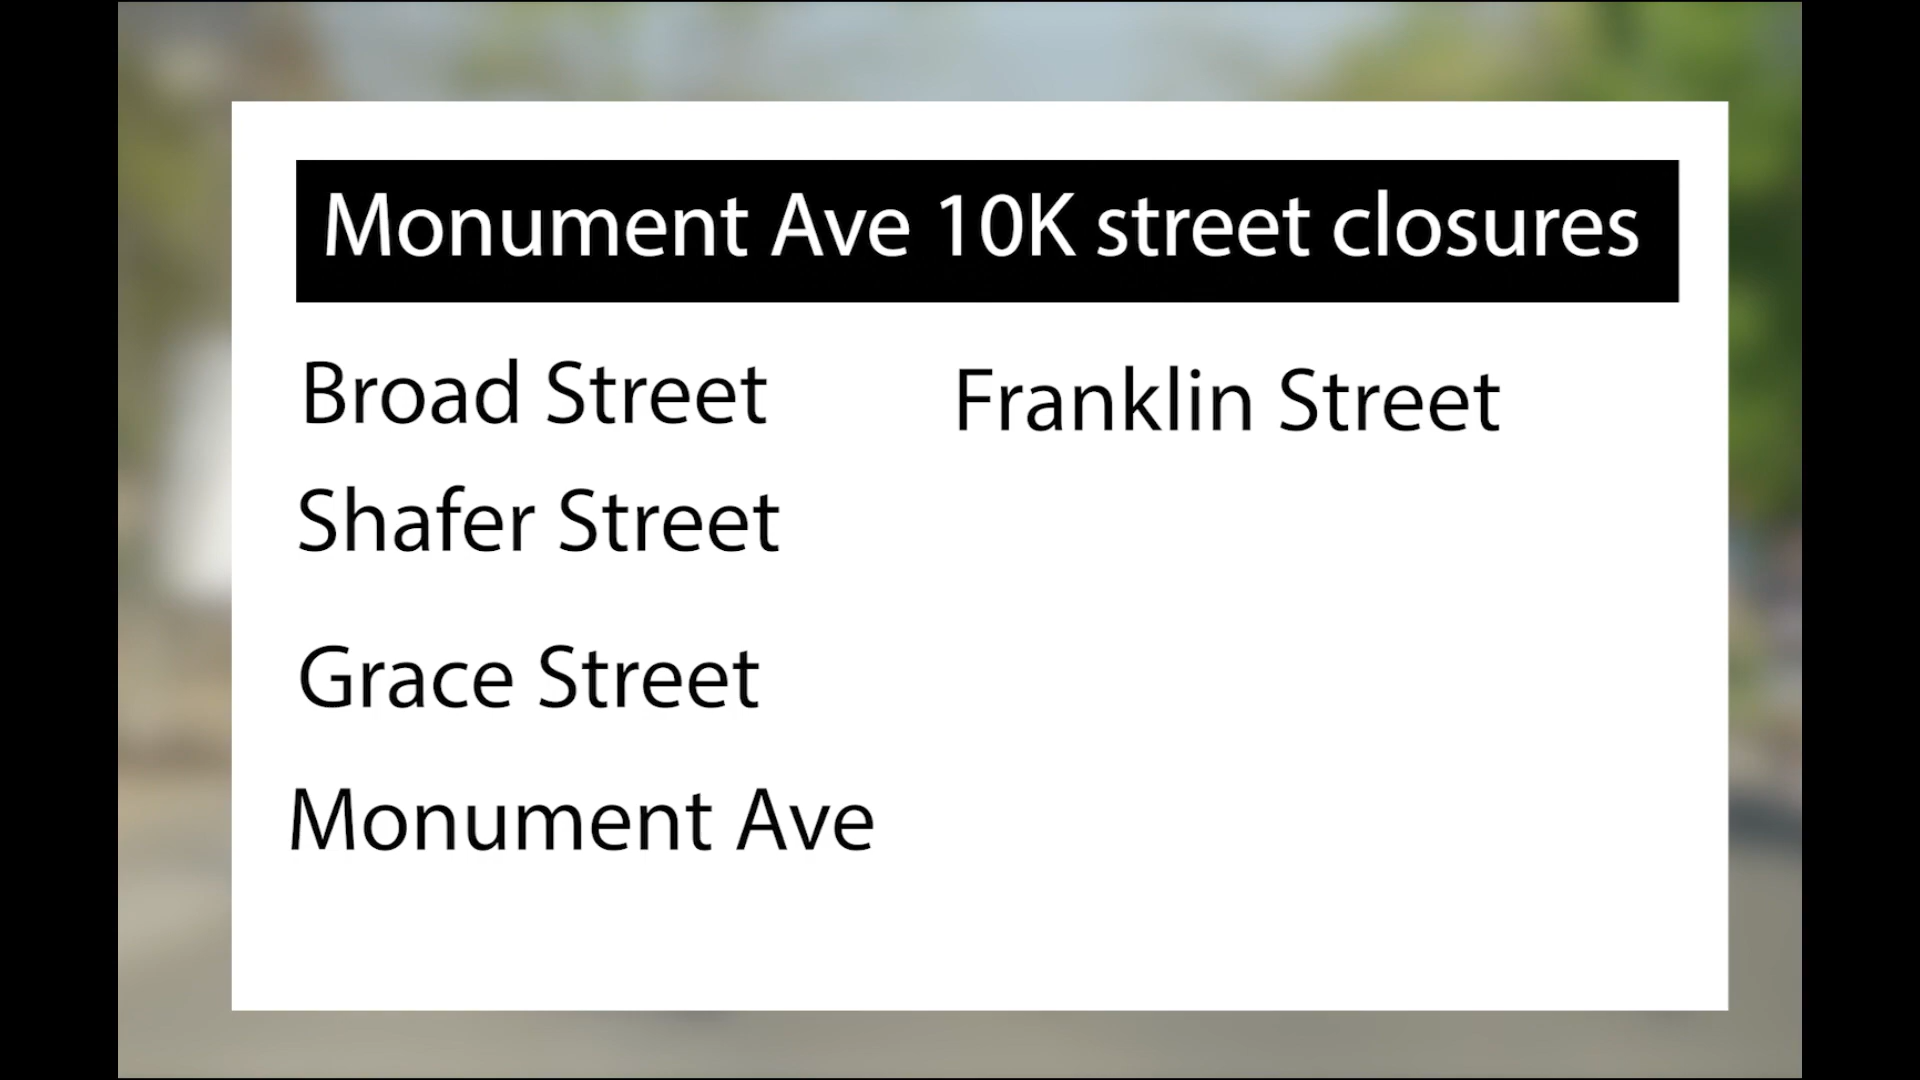 Monument Ave 10K street closures
Broad Street
Shafer Street
Grace Street
Monument Ave
Franklin Street